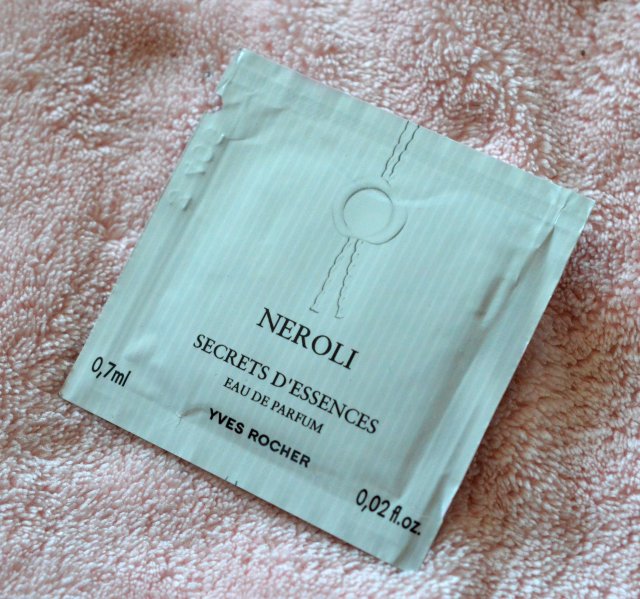 NEROLI
SECRETS D'ESSENCES
EAU DE PARFUM
YVES ROCHER
0,7ml
0,02 fl.oz.